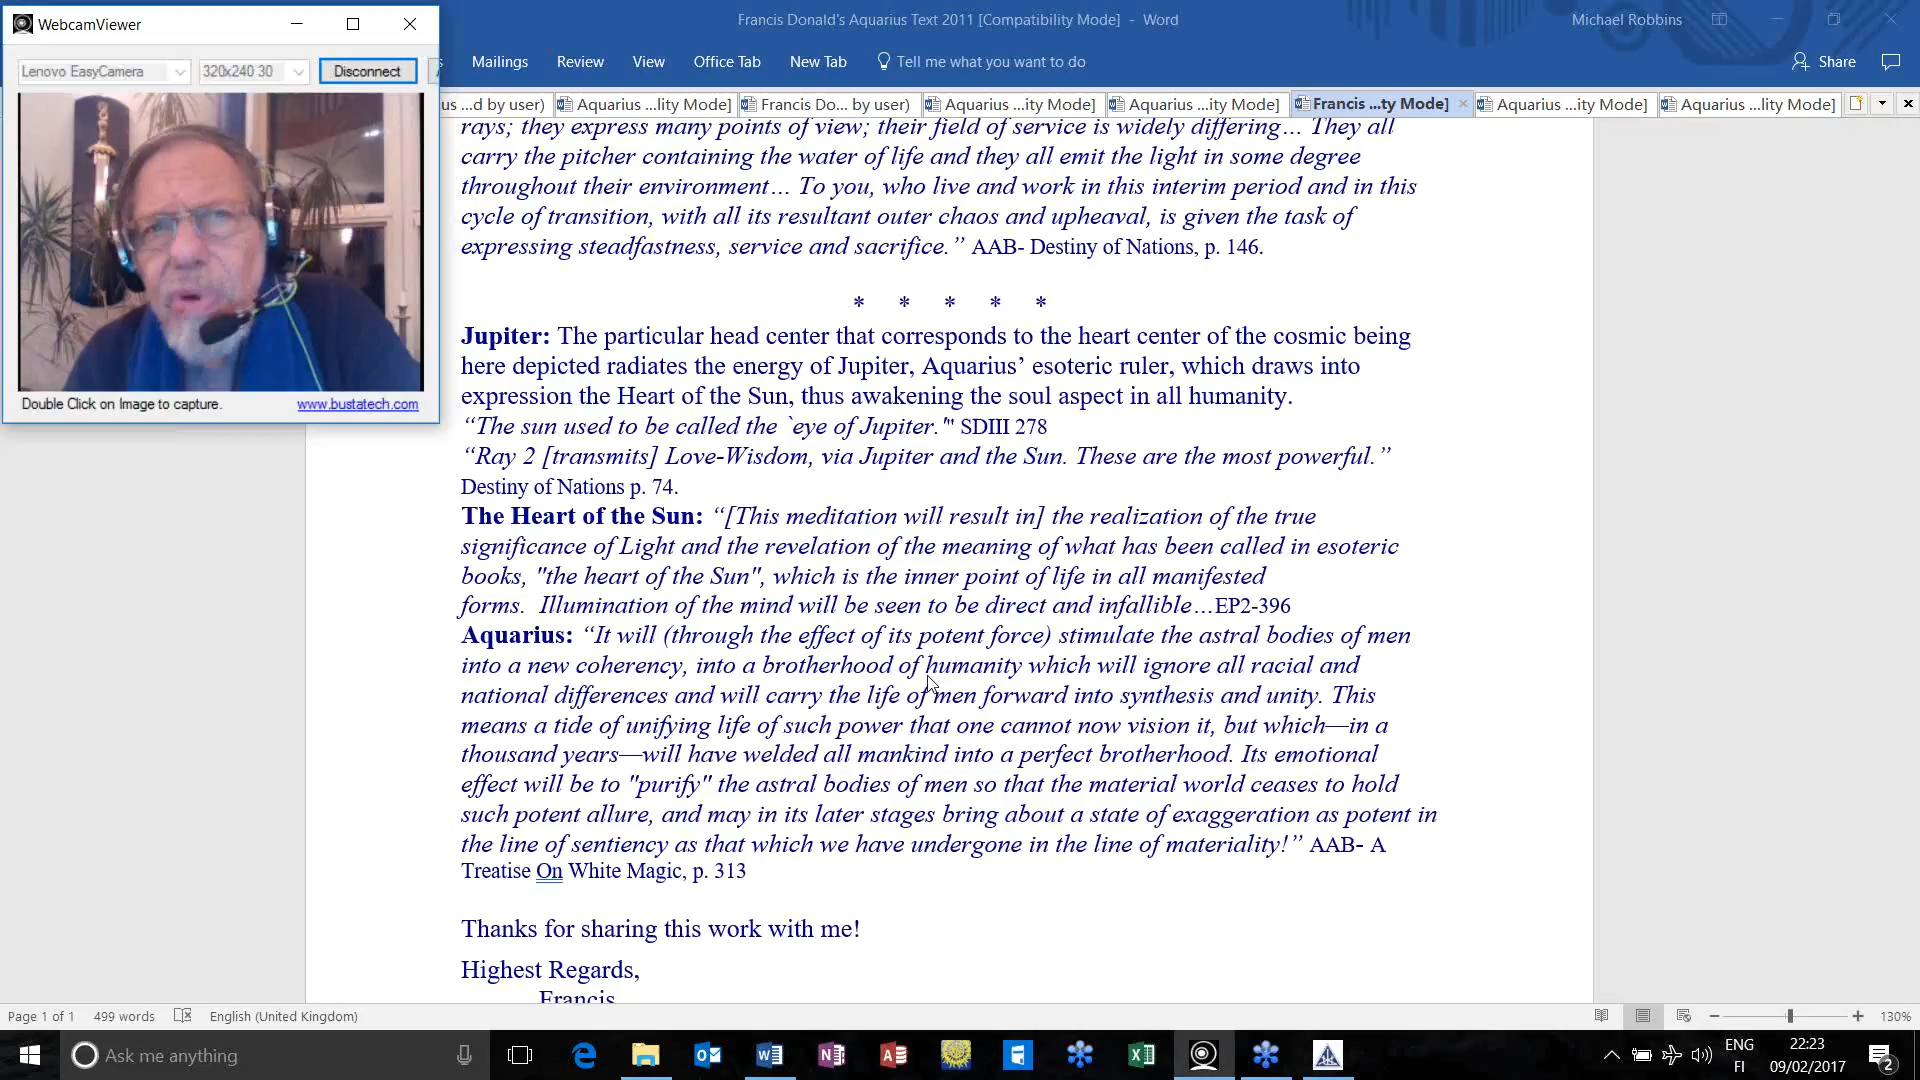 WebcamViewer
Lenovo EasyCamera
320x240 30
Disconnect
Double Click on Image to capture.
www.bustatech.com
Francis Donald's Aquarius Text 2011 [Compatibility Mode] - Word
Michael Robbins
Mailings
Review
View
Office Tab
New Tab
Tell me what you want to do
Share
us ...d by user)
Aquarius ...lity Mode]
Francis Do... by user)
Aquarius ...ity Mode]
Aquarius ...ity Mode]
Francis ...ty Mode]
Aquarius ...ity Mode]
Aquarius ...lity Mode]
rays; they express many points of view; their field of service is widely differing… They all
carry the pitcher containing the water of life and they all emit the light in some degree
throughout their environment… To you, who live and work in this interim period and in this
cycle of transition, with all its resultant outer chaos and upheaval, is given the task of
expressing steadfastness, service and sacrifice.” AAB- Destiny of Nations, p. 146.
* * * * *
Jupiter: The particular head center that corresponds to the heart center of the cosmic being
here depicted radiates the energy of Jupiter, Aquarius’ esoteric ruler, which draws into
expression the Heart of the Sun, thus awakening the soul aspect in all humanity.
“The sun used to be called the `eye of Jupiter.'" SDIII 278
“Ray 2 [transmits] Love-Wisdom, via Jupiter and the Sun. These are the most powerful.”
Destiny of Nations p. 74.
The Heart of the Sun: “[This meditation will result in] the realization of the true
significance of Light and the revelation of the meaning of what has been called in esoteric
books, "the heart of the Sun", which is the inner point of life in all manifested
forms.  Illumination of the mind will be seen to be direct and infallible…EP2-396
Aquarius: “It will (through the effect of its potent force) stimulate the astral bodies of men
into a new coherency, into a brotherhood of humanity which will ignore all racial and
national differences and will carry the life of men forward into synthesis and unity. This
means a tide of unifying life of such power that one cannot now vision it, but which—in a
thousand years—will have welded all mankind into a perfect brotherhood. Its emotional
effect will be to "purify" the astral bodies of men so that the material world ceases to hold
such potent allure, and may in its later stages bring about a state of exaggeration as potent in
the line of sentiency as that which we have undergone in the line of materiality!” AAB- A
Treatise On White Magic, p. 313
Thanks for sharing this work with me!
Highest Regards,
Francis
Page 1 of 1
499 words
English (United Kingdom)
130%
Ask me anything
ENG
FI
22:23
09/02/2017
2